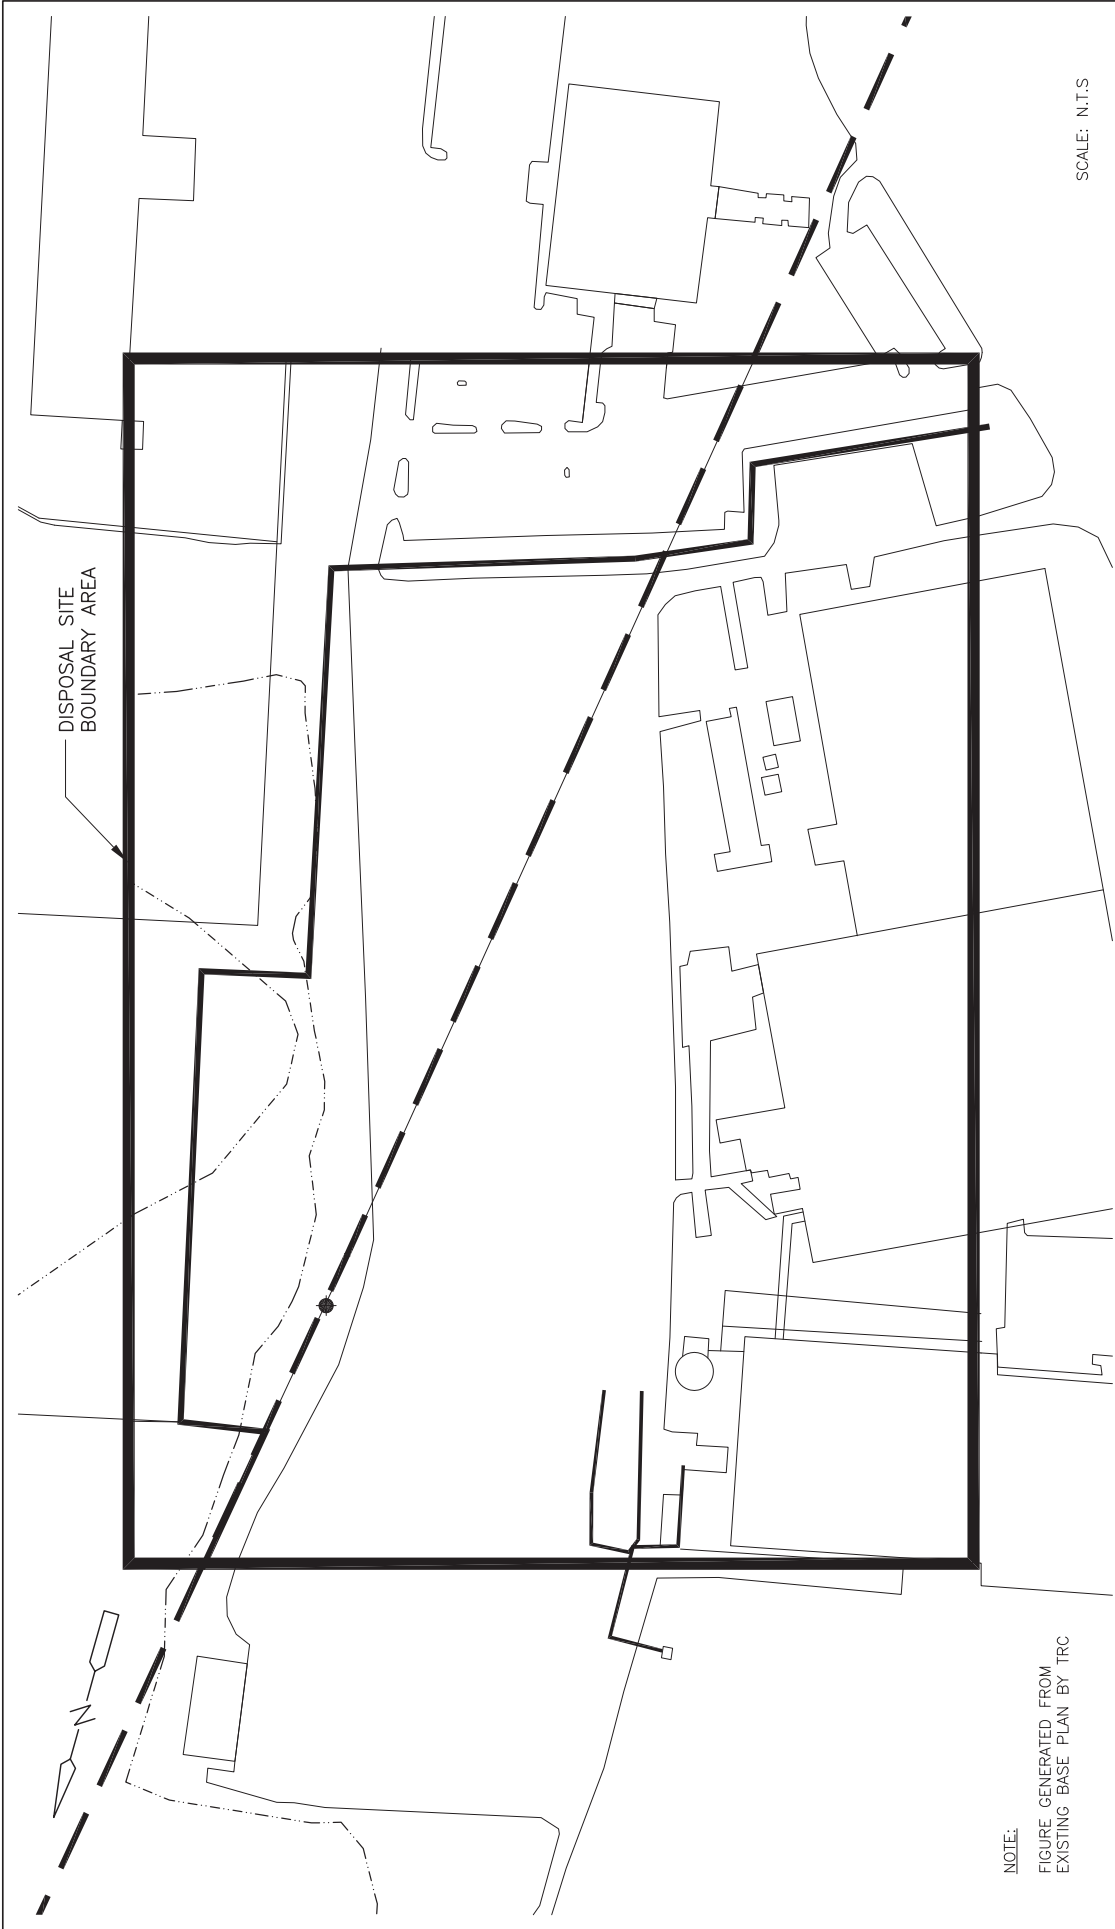 DISPOSAL SITE
BOUNDARY AREA
N
NOTE:
FIGURE GENERATED FROM
EXISTING BASE PLAN BY TRC
SCALE: N.T.S